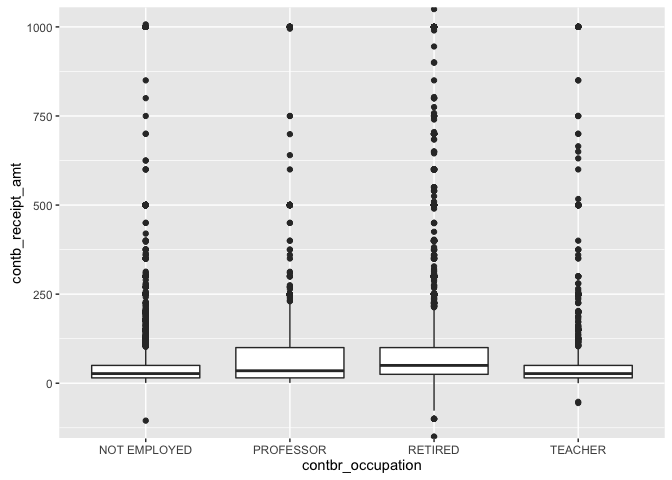 1000
750
500
250
0
contb_receipt_amt
NOT EMPLOYED PROFESSOR RETIRED TEACHER
contbr_occupation